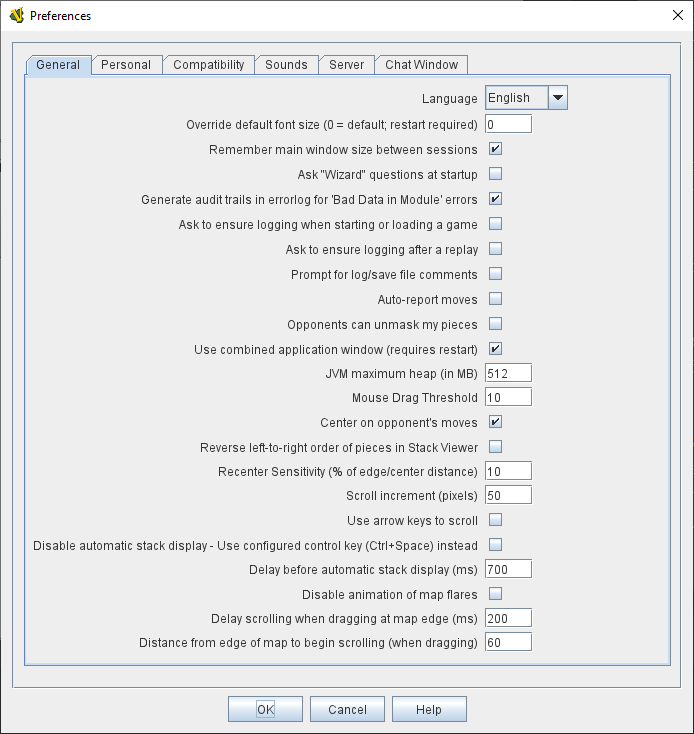 Preferences
General Personal Compatibility Sounds Server Chat Window
Language English
Override default font size (0 = default; restart required) 0
Remember main window size between sessions
Ask "Wizard" questions at startup
Generate audit trails in errorlog for 'Bad Data in Module' errors
Ask to ensure logging when starting or loading a game
Ask to ensure logging after a replay
Prompt for log/save file comments
Auto-report moves
Opponents can unmask my pieces
Use combined application window (requires restart)
JVM maximum heap (in MB) 512
Mouse Drag Threshold 10
Center on opponent's moves
Reverse left-to-right order of pieces in Stack Viewer
Recenter Sensitivity (% of edge/center distance) 10
Scroll increment (pixels) 50
Use arrow keys to scroll
Disable automatic stack display - Use configured control key (Ctrl+Space) instead
Delay before automatic stack display (ms) 700
Disable animation of map flares
Delay scrolling when dragging at map edge (ms) 200
Distance from edge of map to begin scrolling (when dragging) 60
OK Cancel Help